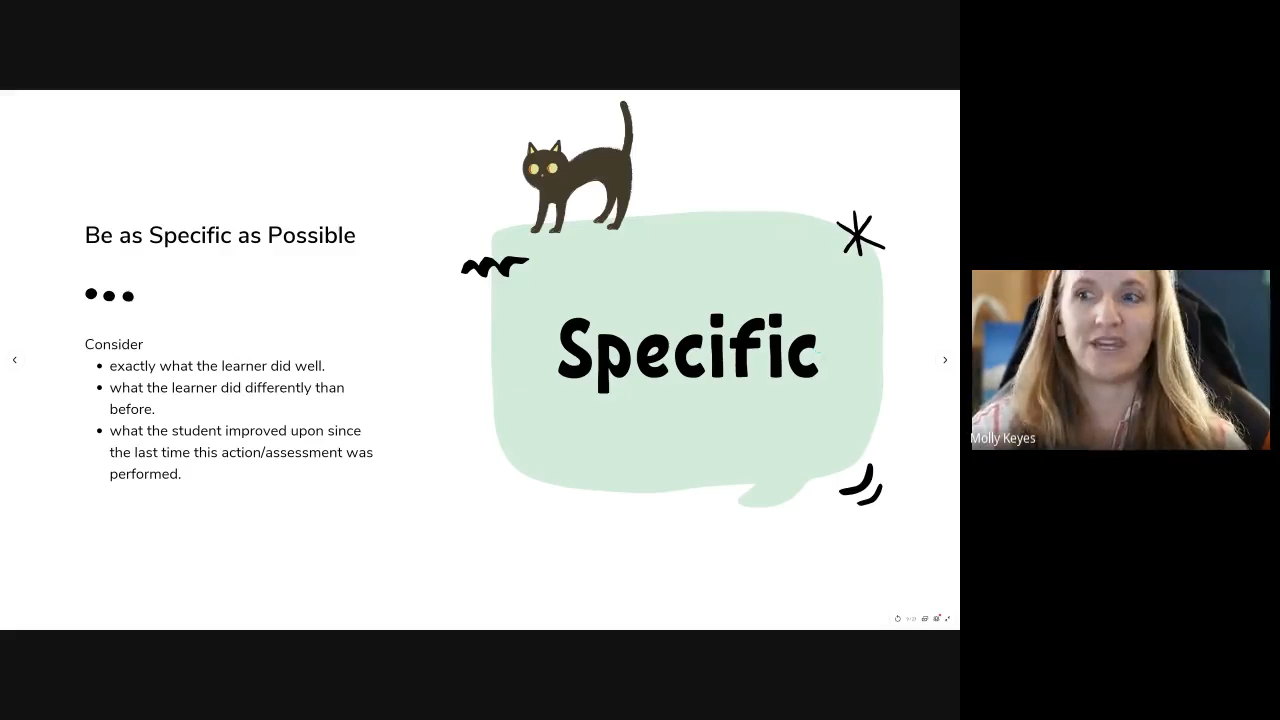 Be as Specific as Possible
Consider
• exactly what the learner did well.
• what the learner did differently than
before.
• what the student improved upon since
the last time this action/assessment was
performed.
Specific
Molly Keyes